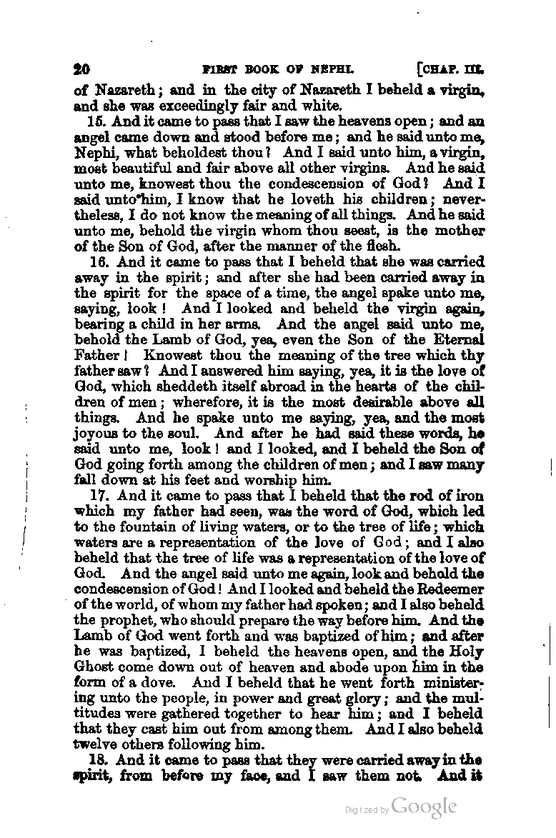 20 FIRST BOOK OF NEPHI. [CHAP. III.
of Nazareth; and in the city of Nazareth I beheld a virgin,
and she was exceedingly fair and white.
15. And it came to pass that I saw the heavens open; and an
angel came down and stood before me; and he said unto me,
Nephi, what beholdest thou? And I said unto him, a virgin,
most beautiful and fair above all other virgins. And he said
unto me, knowest thou the condescension of God? And I
said unto him, I know that he loveth his children; never-
theless, I do not know the meaning of all things. And he said
unto me, behold the virgin whom thou seest, is the mother
of the Son of God, after the manner of the flesh.
16. And it came to pass that I beheld that she was carried
away in the spirit; and after she had been carried away in
the spirit for the space of a time, the angel spake unto me,
saying, look! And I looked and beheld the virgin again,
bearing a child in her arms. And the angel said unto me,
behold the Lamb of God, yea, even the Son of the Eternal
Father! Knowest thou the meaning of the tree which thy
father saw? And I answered him saying, yea, it is the love of
God, which sheddeth itself abroad in the hearts of the chil-
dren of men; wherefore, it is the most desirable above all
things. And he spake unto me saying, yea, and the most
joyous to the soul. And after he had said these words, he
said unto me, look! and I looked, and I beheld the Son of
God going forth among the children of men; and I saw many
fall down at his feet and worship him.
17. And it came to pass that I beheld that the rod of iron
which my father had seen, was the word of God, which led
to the fountain of living waters, or to the tree of life; which
waters are a representation of the love of God; and I also
beheld that the tree of life was a representation of the love of
God. And the angel said unto me again, look and behold the
condescension of God! And I looked and beheld the Redeemer
of the world, of whom my father had spoken; and I also beheld
the prophet, who should prepare the way before him. And the
Lamb of God went forth and was baptized of him; and after
he was baptized, I beheld the heavens open, and the Holy
Ghost come down out of heaven and abode upon him in the
form of a dove. And I beheld that he went forth minister-
ing unto the people, in power and great glory; and the mul-
titudes were gathered together to hear him; and I beheld
that they cast him out from among them. And I also beheld
twelve others following him.
18. And it came to pass that they were carried away in the
spirit, from before my face, and I saw them not. And it
Digitized by Google